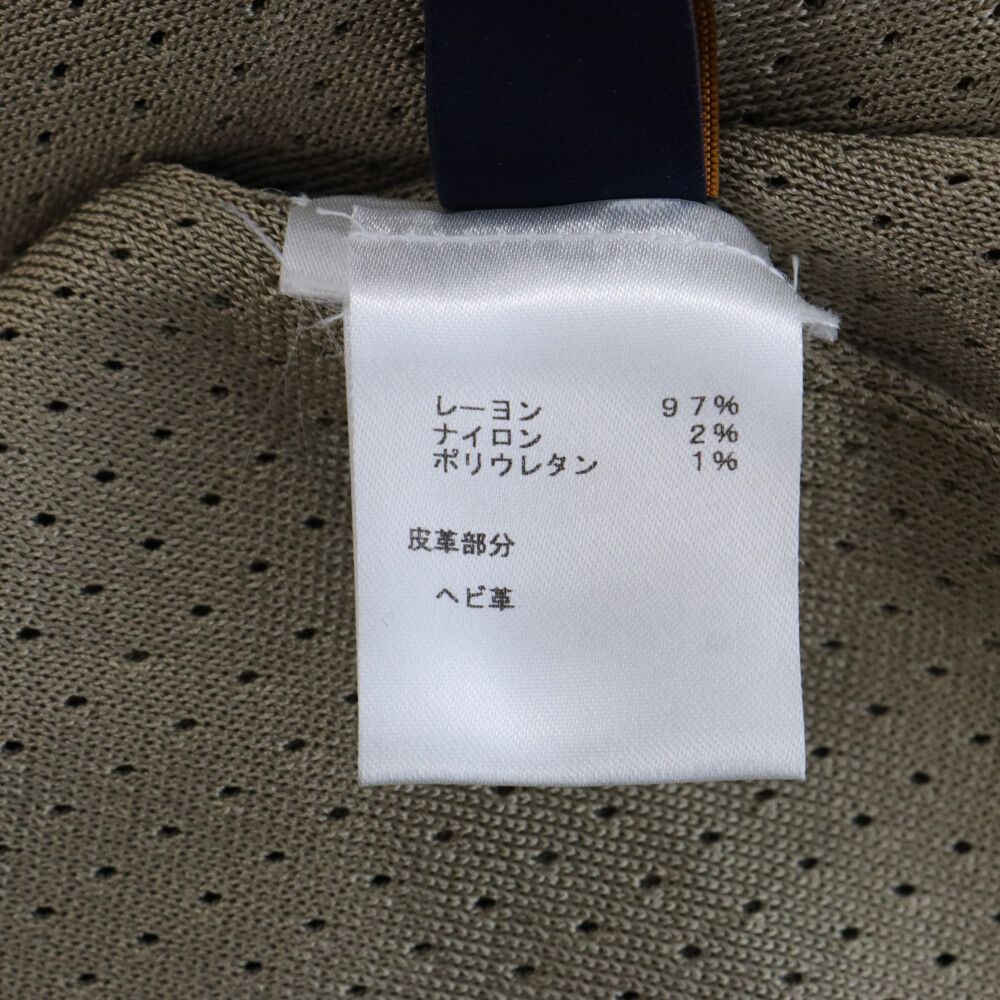 レーヨン 97%
ナイロン 2%
ポリウレタン 1%
皮革部分
ヘビ革